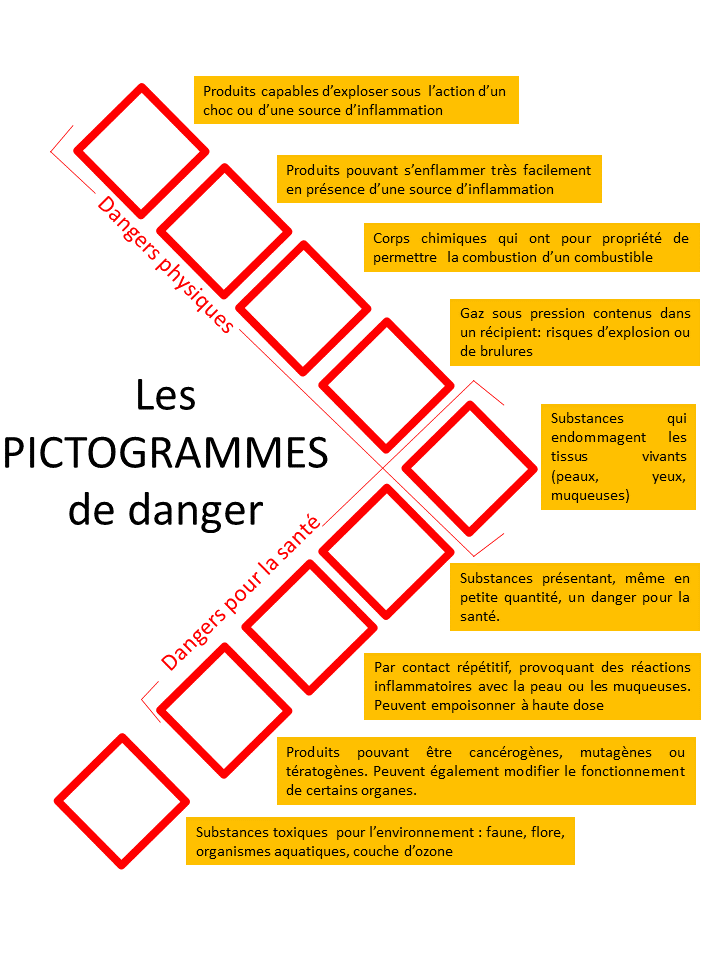 Produits capables d’exploser sous l’action d’un
choc ou d’une source d’inflammation
Produits pouvant s’enflammer très facilement
en présence d’une source d’inflammation
Corps chimiques qui ont pour propriété de
permettre la combustion d’un combustible
Dangers physiques
Gaz sous pression contenus dans
un récipient: risques d’explosion ou
de brulures
Les
PICTOGRAMMES
de danger
Substances qui
endommagent les
tissus vivants
(peaux, yeux,
muqueuses)
Dangers pour la santé
Substances présentant, même en
petite quantité, un danger pour la
santé.
Par contact répétitif, provoquant des réactions
inflammatoires avec la peau ou les muqueuses.
Peuvent empoisonner à haute dose
Produits pouvant être cancérogènes, mutagènes ou
tératogènes. Peuvent également modifier le fonctionnement
de certains organes.
Substances toxiques pour l’environnement : faune, flore,
organismes aquatiques, couche d’ozone